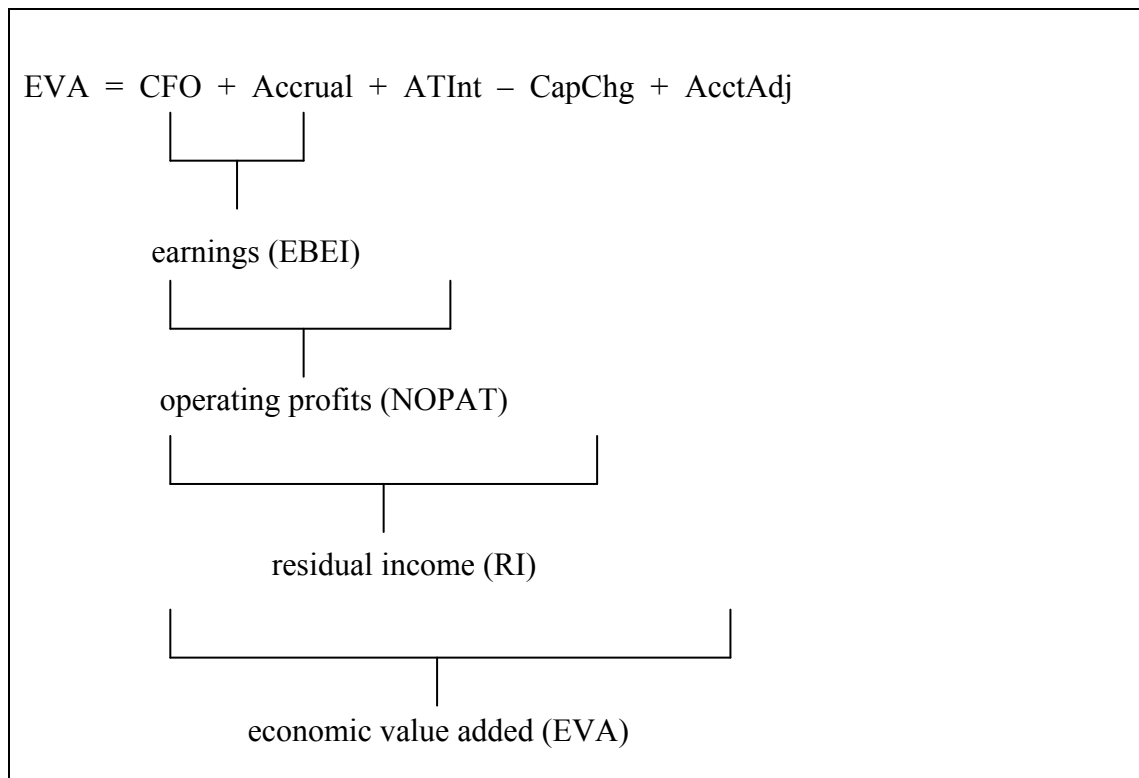 EVA = CFO + Accrual + ATInt – CapChg + AcctAdj
earnings (EBEI)
operating profits (NOPAT)
residual income (RI)
economic value added (EVA)